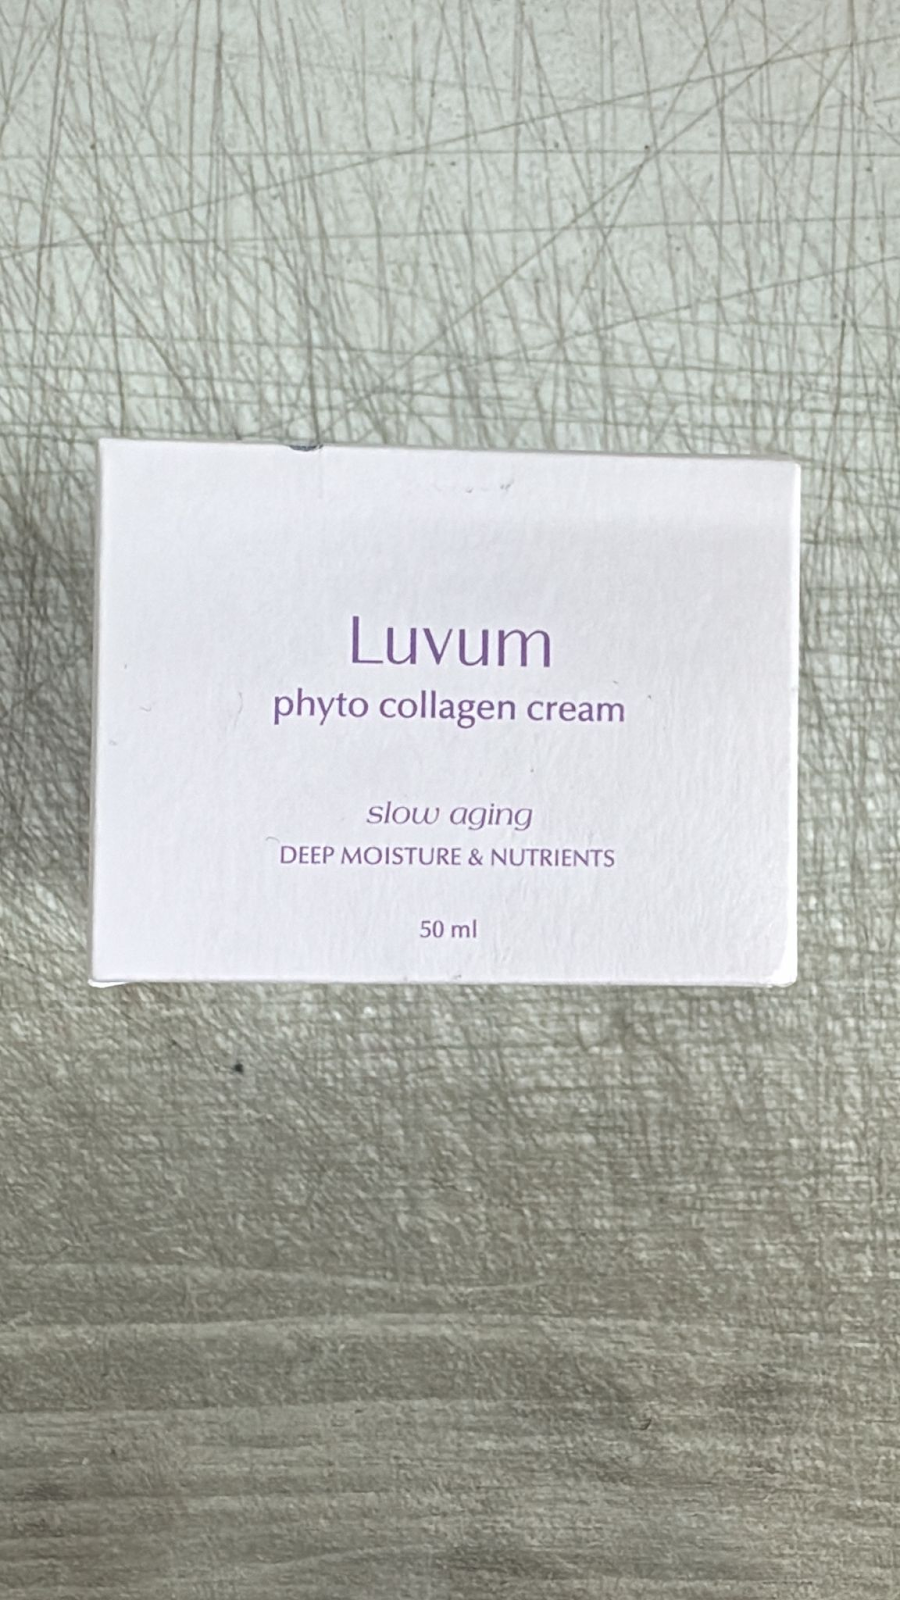 Luvum
phyto collagen cream
slow aging
DEEP MOISTURE & NUTRIENTS
50 ml